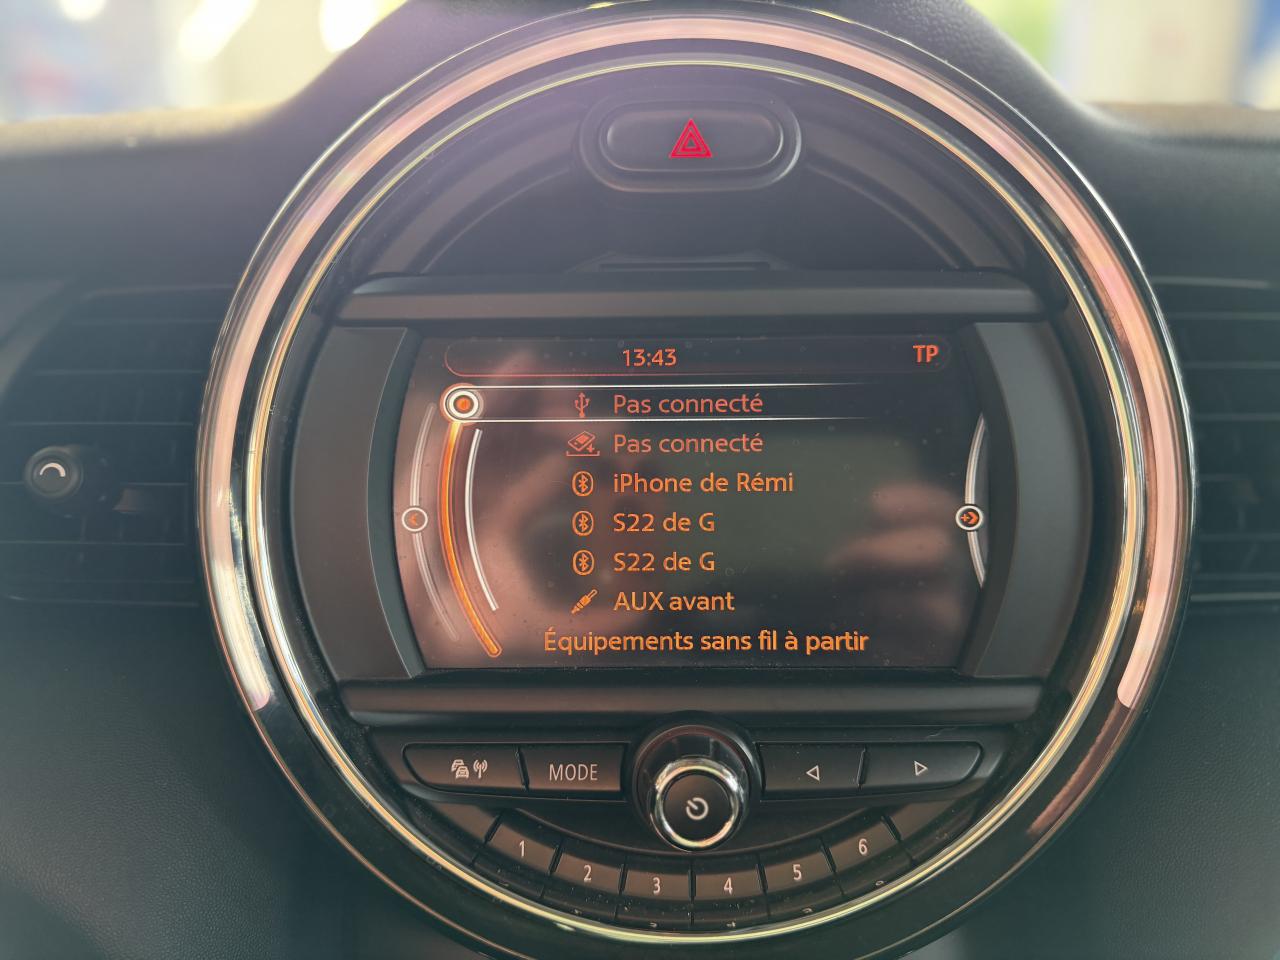 13:43 TP
Pas connecté
Pas connecté
iPhone de Rémi
S22 de G
S22 de G
AUX avant
Équipements sans fil à partir
MODE
1 2 3 4 5 6